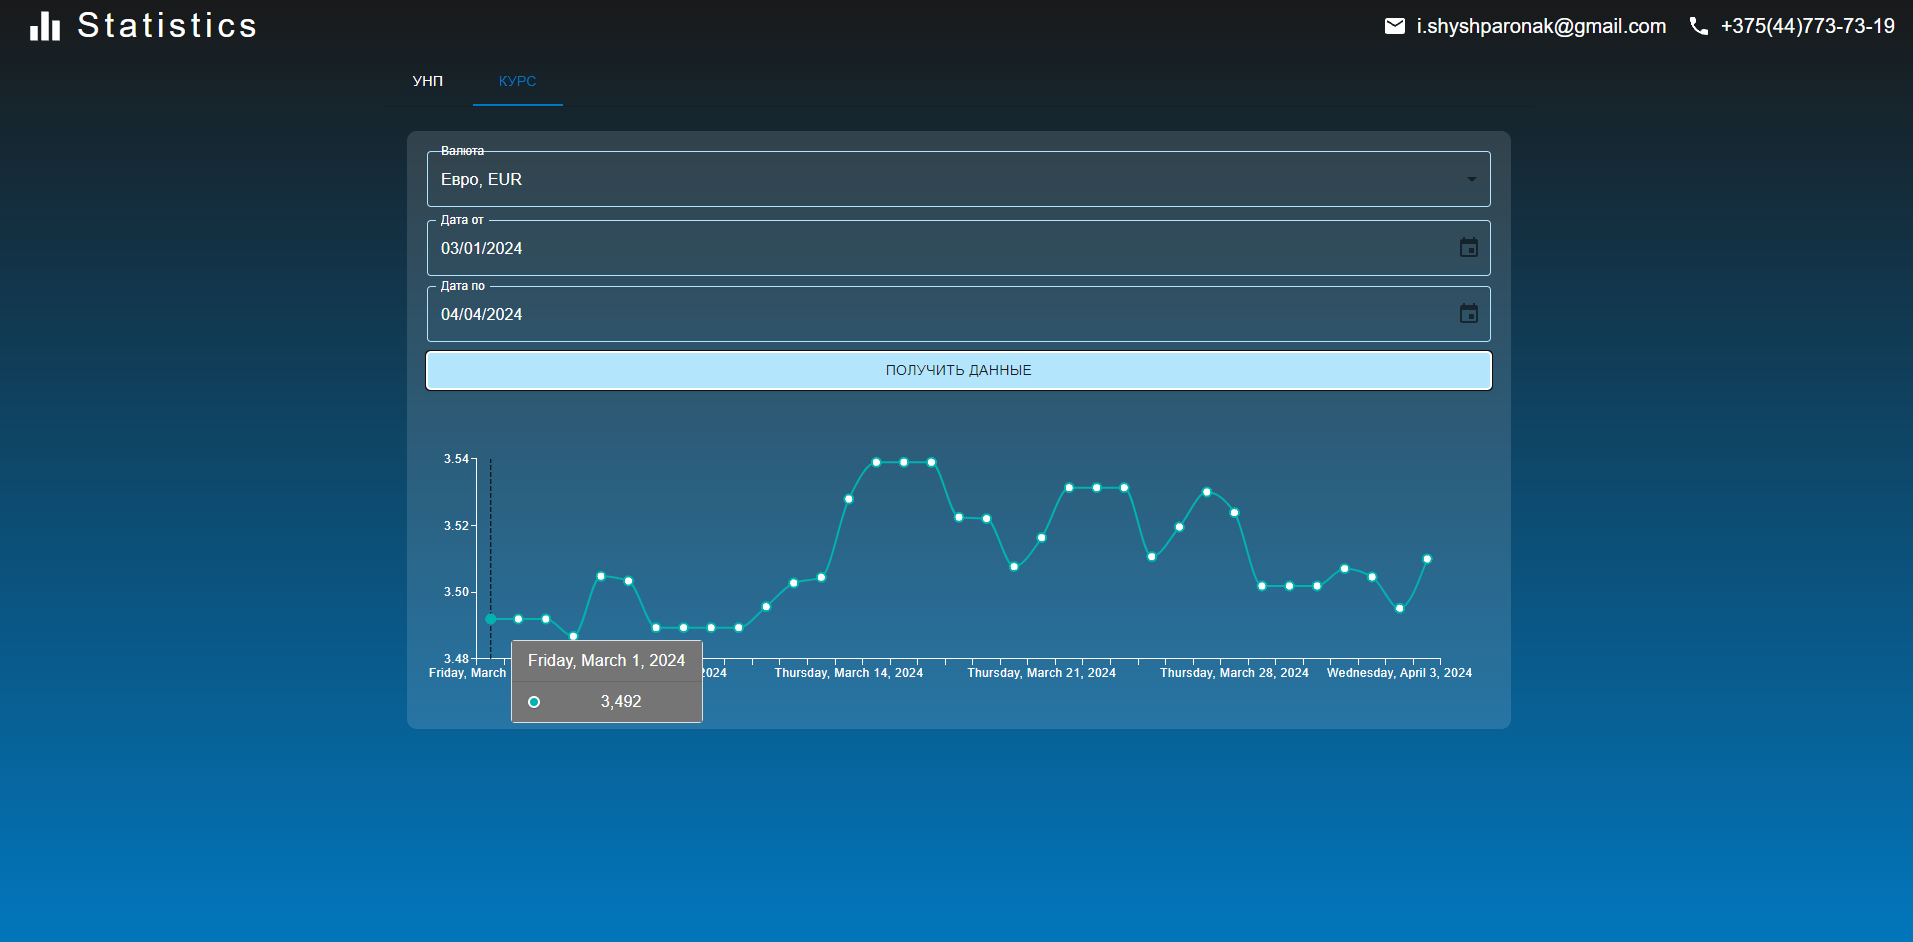 Statistics
i.shyshparonak@gmail.com
+375(44)773-73-19
УНП
КУРС
Валюта
Евро, EUR
Дата от
03/01/2024
Дата по
04/04/2024
ПОЛУЧИТЬ ДАННЫЕ
3.54
3.52
3.50
3.48
Friday, March
2024
Thursday, March 14, 2024
Thursday, March 21, 2024
Thursday, March 28, 2024
Wednesday, April 3, 2024
Friday, March 1, 2024
3,492